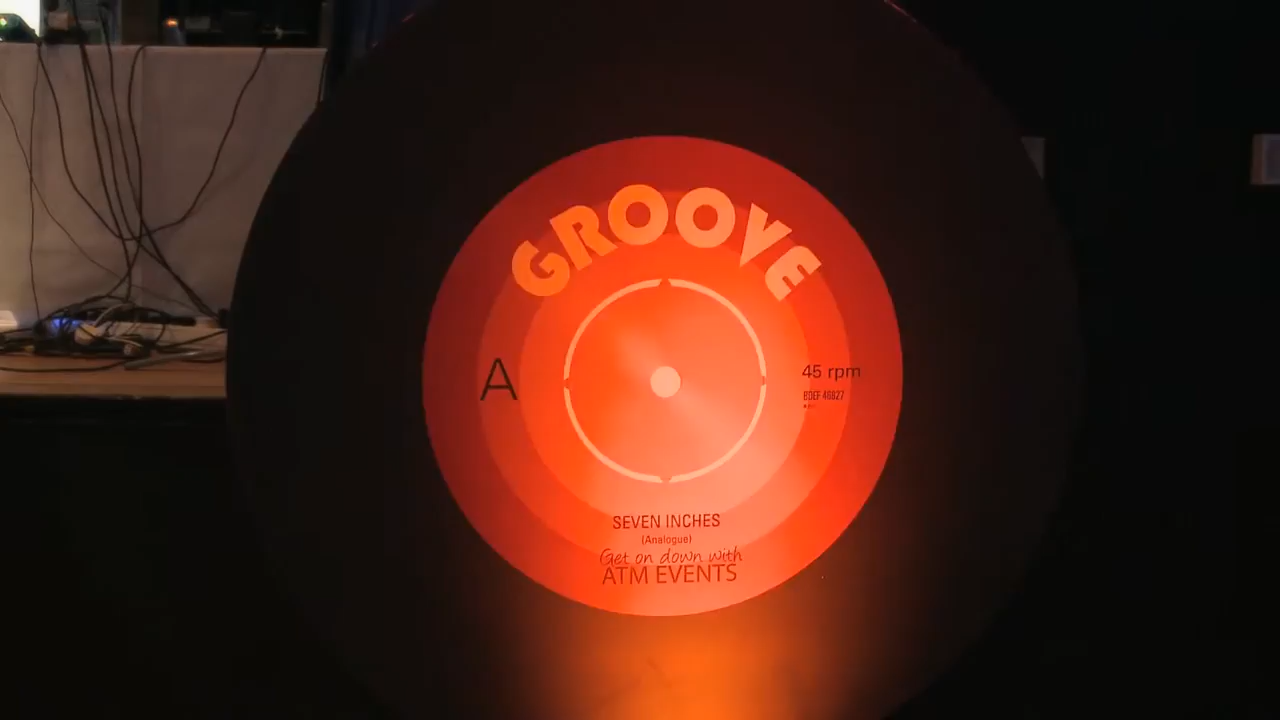 GROOVE
A
45 rpm
SEVEN INCHES
(Analogue)
Get on down with
ATM EVENTS